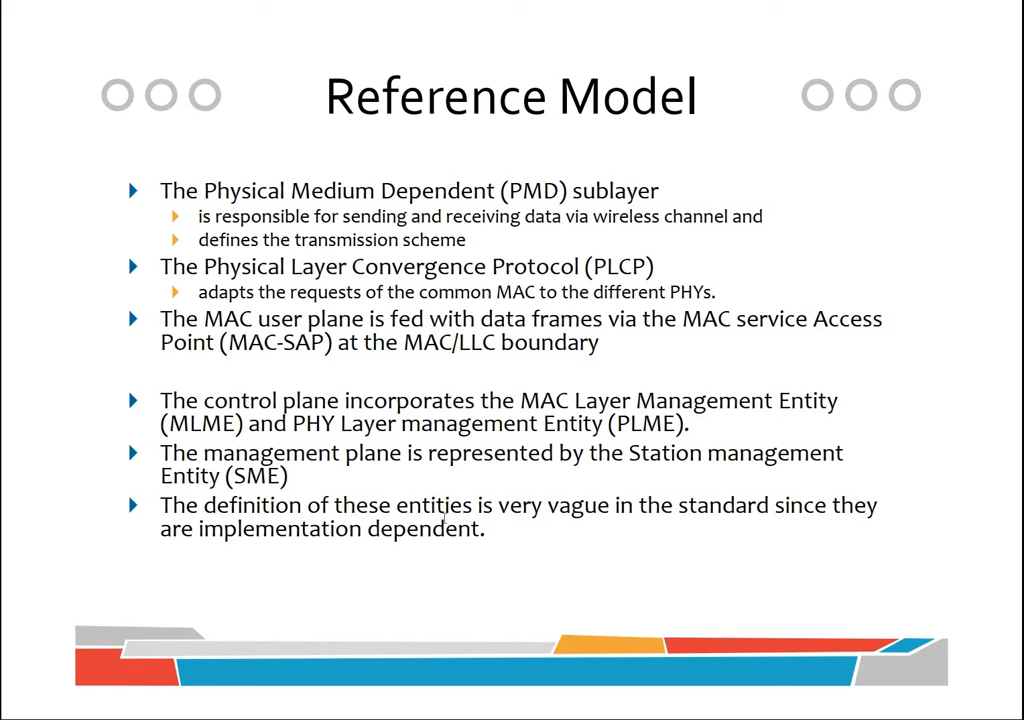 Reference Model
The Physical Medium Dependent (PMD) sublayer
is responsible for sending and receiving data via wireless channel and
defines the transmission scheme
The Physical Layer Convergence Protocol (PLCP)
adapts the requests of the common MAC to the different PHYs.
The MAC user plane is fed with data frames via the MAC service Access
Point (MAC-SAP) at the MAC/LLC boundary
The control plane incorporates the MAC Layer Management Entity
(MLME) and PHY Layer management Entity (PLME).
The management plane is represented by the Station management
Entity (SME)
The definition of these entities is very vague in the standard since they
are implementation dependent.